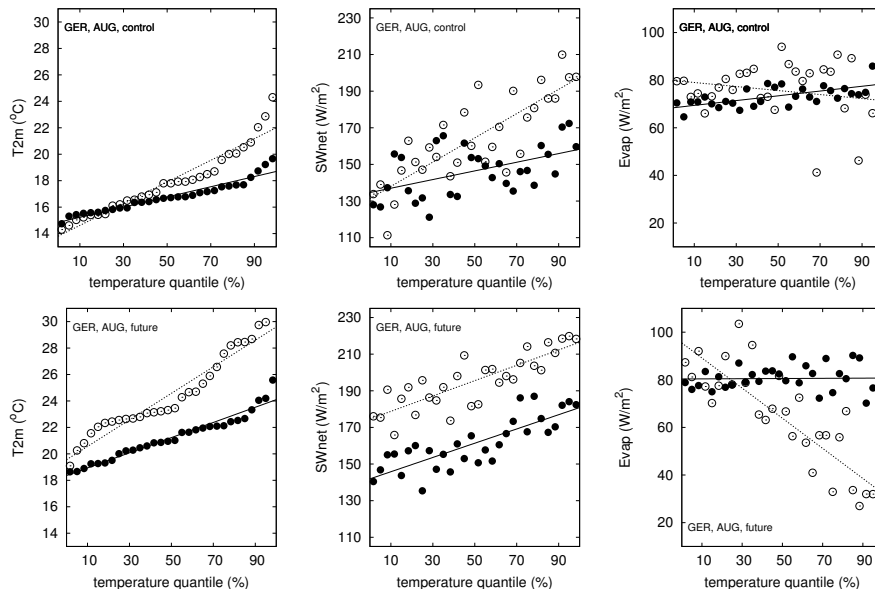 GER, AUG, control
T2m (°C)
30
28
26
24
22
20
18
16
14
10 30 50 70 90
temperature quantile (%)
GER, AUG, control
SWnet (W/m²)
230
210
190
170
150
130
110
10 30 50 70 90
temperature quantile (%)
GER, AUG, control
Evap (W/m²)
100
80
60
40
20
10 30 50 70 90
temperature quantile (%)
GER, AUG, future
T2m (°C)
30
28
26
24
22
20
18
16
14
10 30 50 70 90
temperature quantile (%)
GER, AUG, future
SWnet (W/m²)
230
210
190
170
150
130
110
10 30 50 70 90
temperature quantile (%)
Evap (W/m²)
100
80
60
40
20
GER, AUG, future
10 30 50 70 90
temperature quantile (%)